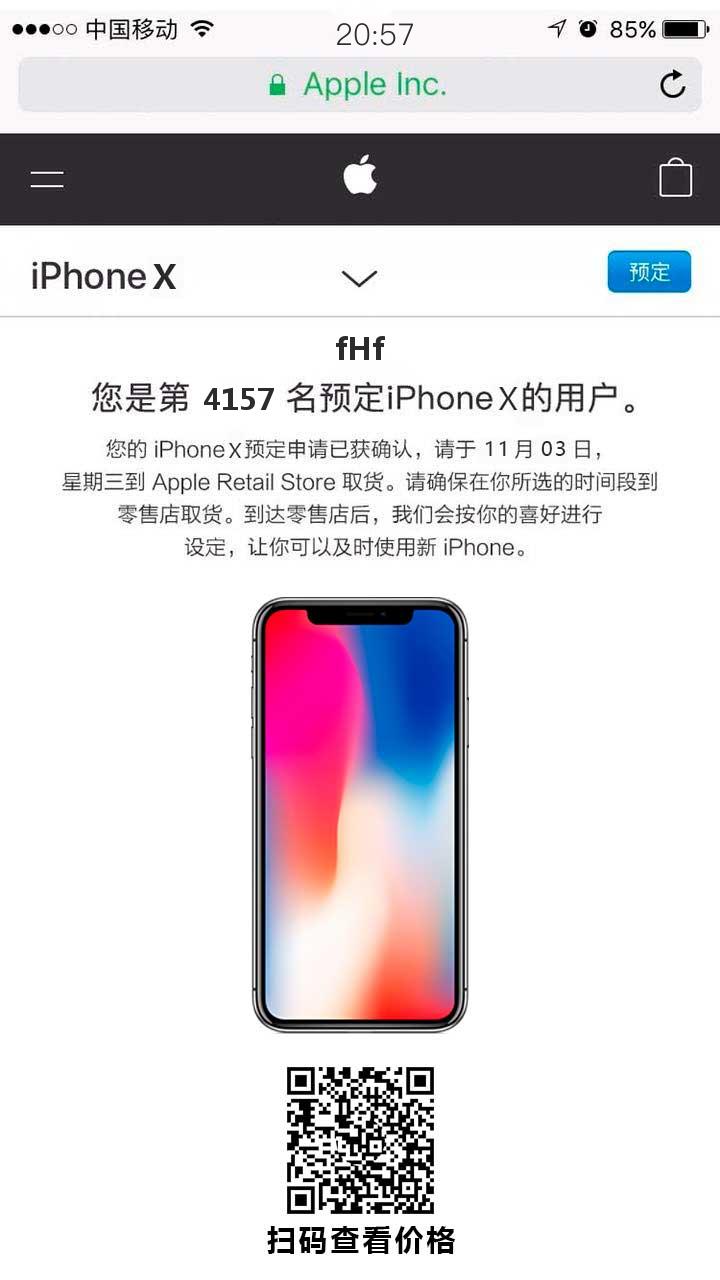 中国移动 20:57 85%
Apple Inc.
iPhone X 预定
fHf
您是第 4157 名预定iPhone X的用户。
您的 iPhone X预定申请已获确认，请于 11月 03 日，
星期三到 Apple Retail Store 取货。请确保在你所选的时间段到
零售店取货。到达零售店后，我们会按你的喜好进行
设定，让你可以及时使用新 iPhone。
扫码查看价格